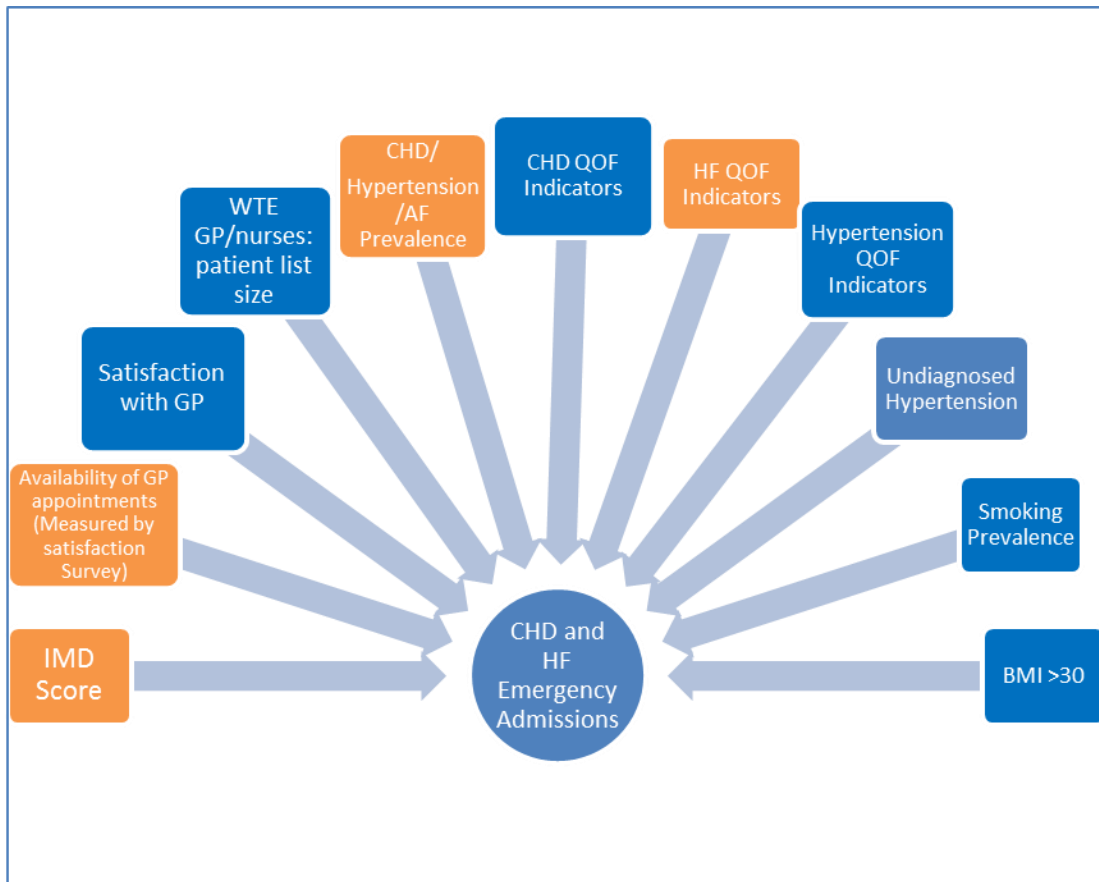 CHD/
Hypertension
/AF
Prevalence
CHD QOF
Indicators
HF QOF
Indicators
WTE
GP/nurses:
patient list
size
Hypertension
QOF
Indicators
Satisfaction
with GP
Undiagnosed
Hypertension
Availability of GP
appointments
(Measured by
satisfaction
Survey)
Smoking
Prevalence
IMD
Score
CHD and
HF
Emergency
Admissions
BMI >30